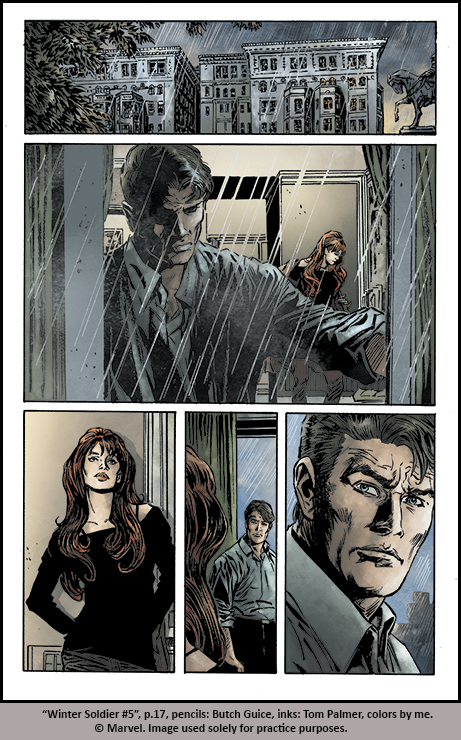 “Winter Soldier #5”, p.17, pencils: Butch Guice, inks: Tom Palmer, colors by me.
© Marvel. Image used solely for practice purposes.